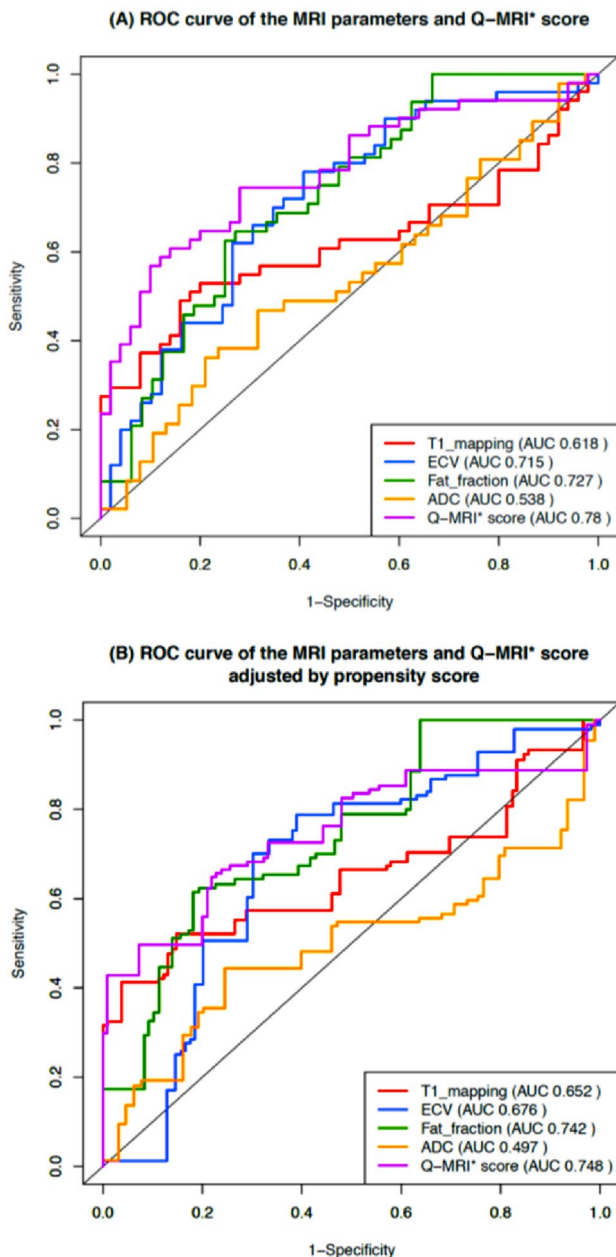 (A) ROC curve of the MRI parameters and Q−MRI* score
Sensitivity
0.0 0.2 0.4 0.6 0.8 1.0
T1_mapping (AUC 0.618 )
ECV (AUC 0.715 )
Fat_fraction (AUC 0.727 )
ADC (AUC 0.538 )
Q−MRI* score (AUC 0.78 )
0.0 0.2 0.4 0.6 0.8 1.0
1−Specificity
(B) ROC curve of the MRI parameters and Q−MRI* score
adjusted by propensity score
Sensitivity
0.0 0.2 0.4 0.6 0.8 1.0
T1_mapping (AUC 0.652 )
ECV (AUC 0.676 )
Fat_fraction (AUC 0.742 )
ADC (AUC 0.497 )
Q−MRI* score (AUC 0.748 )
0.0 0.2 0.4 0.6 0.8 1.0
1−Specificity